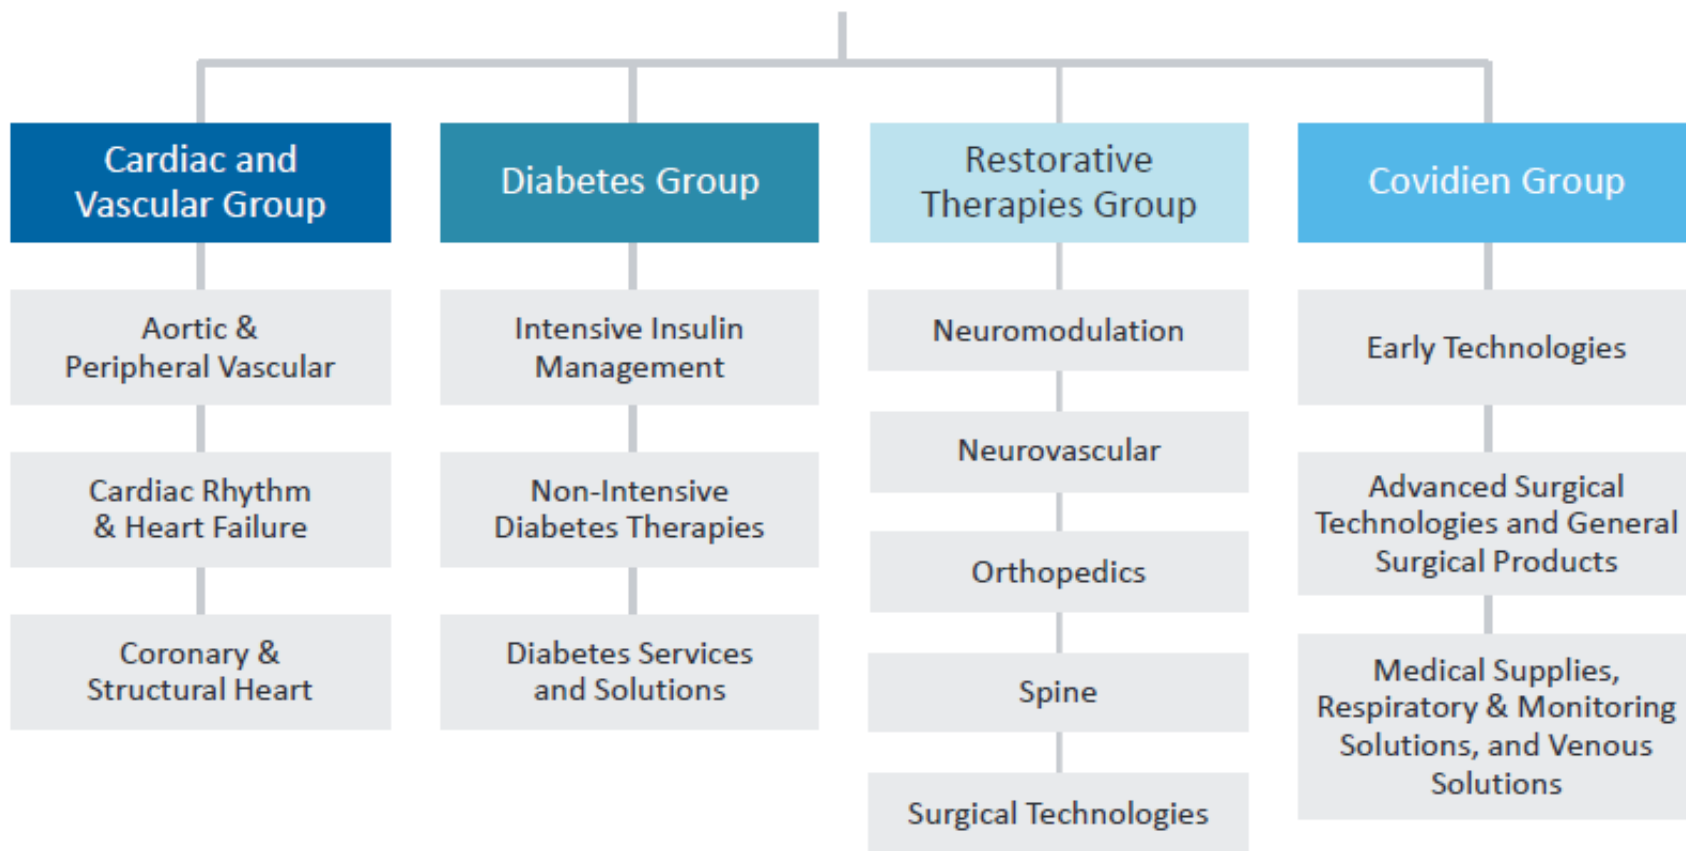 Cardiac and
Vascular Group
Diabetes Group
Restorative
Therapies Group
Covidien Group
Aortic &
Peripheral Vascular
Cardiac Rhythm
& Heart Failure
Coronary &
Structural Heart
Intensive Insulin
Management
Non-Intensive
Diabetes Therapies
Diabetes Services
and Solutions
Neuromodulation
Neurovascular
Orthopedics
Spine
Surgical Technologies
Early Technologies
Advanced Surgical
Technologies and General
Surgical Products
Medical Supplies,
Respiratory & Monitoring
Solutions, and Venous
Solutions